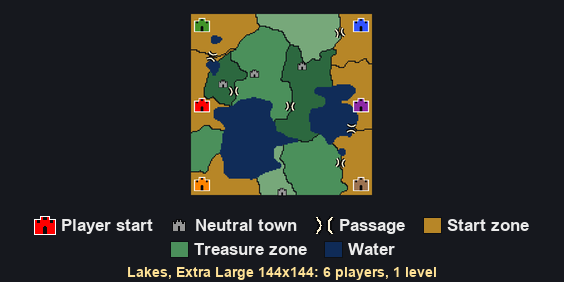 Player start Neutral town Passage Start zone
Treasure zone Water
Lakes, Extra Large 144x144: 6 players, 1 level